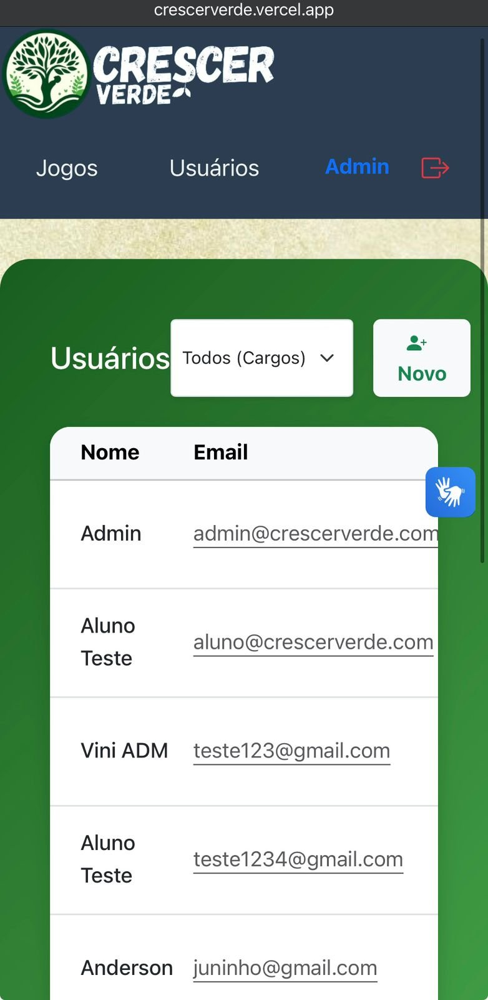 crescerverde.vercel.app
CRESCER
VERDE
Jogos Usuários Admin
Usuários Todos (Cargos) Novo
Nome Email
Admin admin@crescerverde.com
Aluno
Teste
aluno@crescerverde.com
Vini ADM teste123@gmail.com
Aluno
Teste
teste1234@gmail.com
Anderson juninho@gmail.com